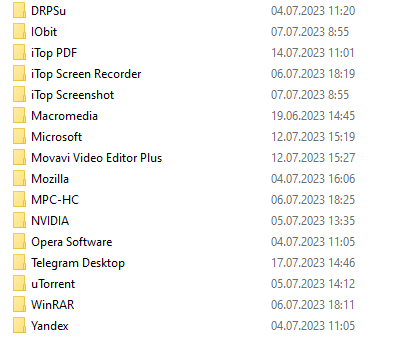 DRPSu 04.07.2023 11:20
IObit 07.07.2023 8:55
iTop PDF 14.07.2023 11:01
iTop Screen Recorder 06.07.2023 18:19
iTop Screenshot 07.07.2023 8:55
Macromedia 19.06.2023 14:45
Microsoft 12.07.2023 15:19
Movavi Video Editor Plus 12.07.2023 15:27
Mozilla 04.07.2023 16:06
MPC-HC 06.07.2023 18:25
NVIDIA 05.07.2023 13:35
Opera Software 04.07.2023 11:05
Telegram Desktop 17.07.2023 14:46
uTorrent 05.07.2023 14:12
WinRAR 06.07.2023 18:11
Yandex 04.07.2023 11:05